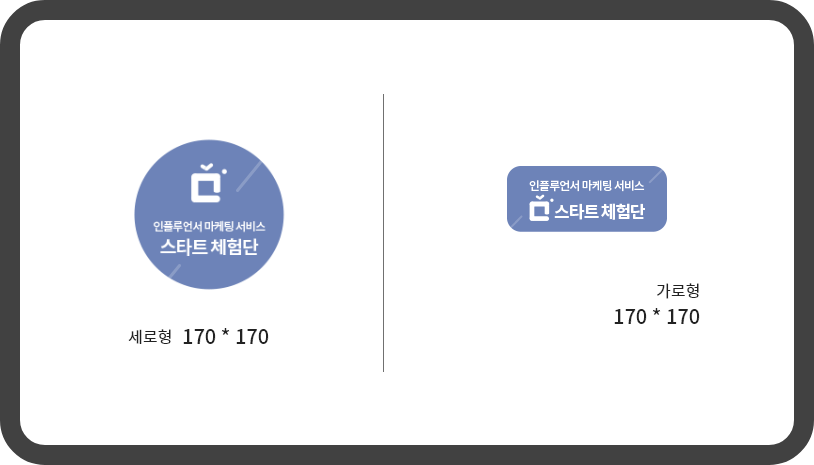 인플루언서 마케팅 서비스
스타트 체험단
세로형 170 * 170
인플루언서 마케팅 서비스
스타트 체험단
가로형
170 * 170